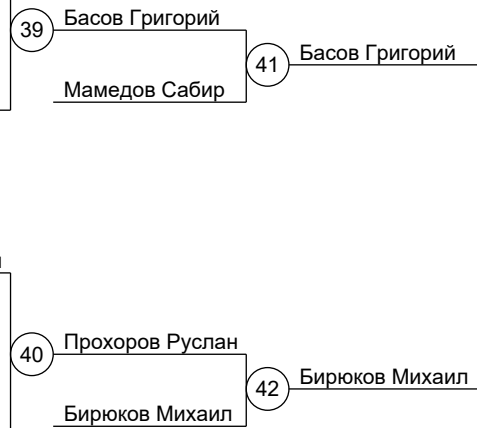 Басов Григорий
39
Басов Григорий
41
Мамедов Сабир
Прохоров Руслан
40
Бирюков Михаил
42
Бирюков Михаил